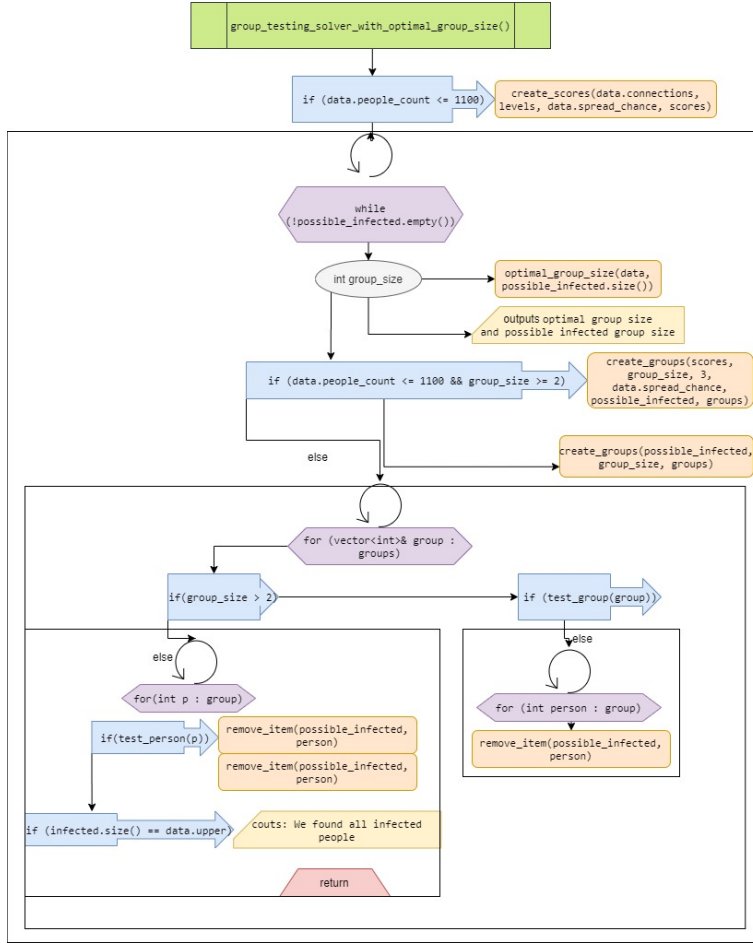 group_testing_solver_with_optimal_group_size()
if (data.people_count <= 1100)
create_scores(data.connections,
levels, data.spread_chance, scores)
while
(!possible_infected.empty())
int group_size
optimal_group_size(data,
possible_infected.size())
outputs optimal group size
and possible infected group size
if (data.people_count <= 1100 && group_size >= 2)
create_groups(scores,
group_size, 3,
data.spread_chance,
possible_infected, groups)
else
create_groups(possible_infected,
group_size, groups)
for (vector<int>& group :
groups)
if(group_size > 2)
if (test_group(group))
else
for(int p : group)
if(test_person(p))
remove_item(possible_infected,
person)
remove_item(possible_infected,
person)
if (infected.size() == data.upper)
couts: We found all infected
people
return
else
for (int person : group)
remove_item(possible_infected,
person)